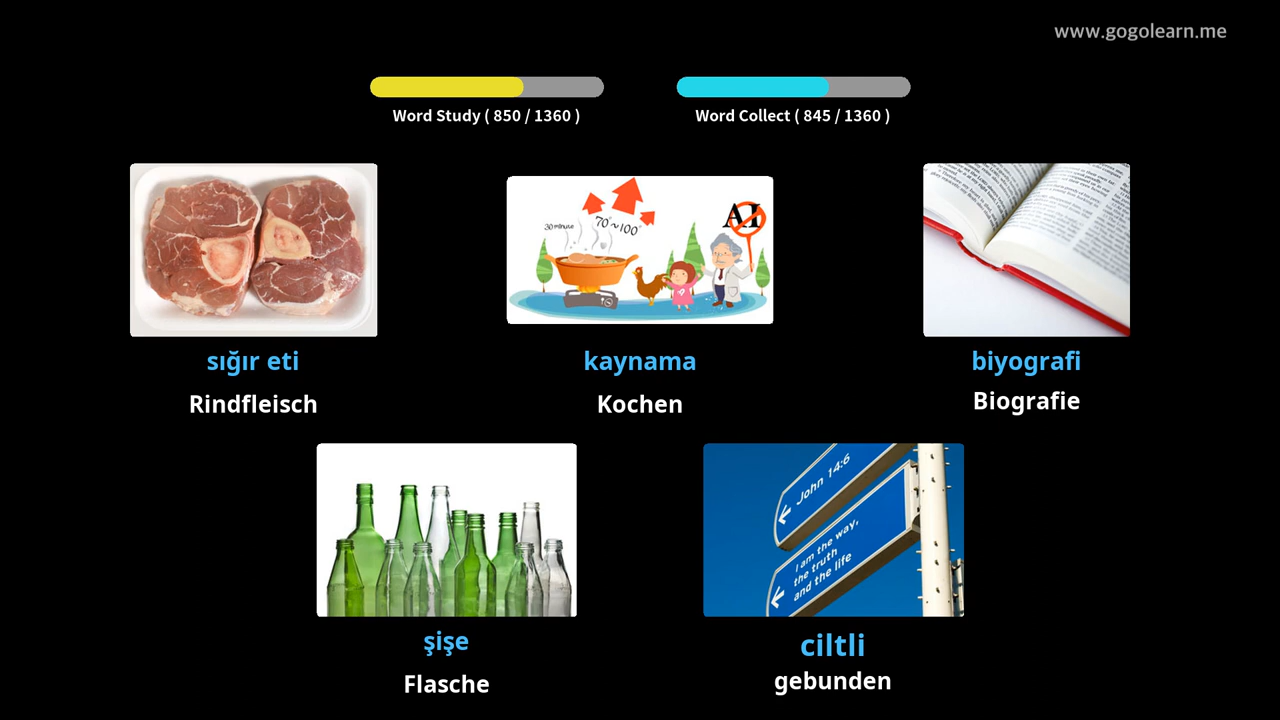 www.gogolearn.me
Word Study ( 850 / 1360 )
Word Collect ( 845 / 1360 )
30 minuse
70°~100°
AI
sığır eti
kaynama
biyografi
Rindfleisch
Kochen
Biografie
John 14:6
I am the way,
the truth
and the life
şişe
ciltli
Flasche
gebunden